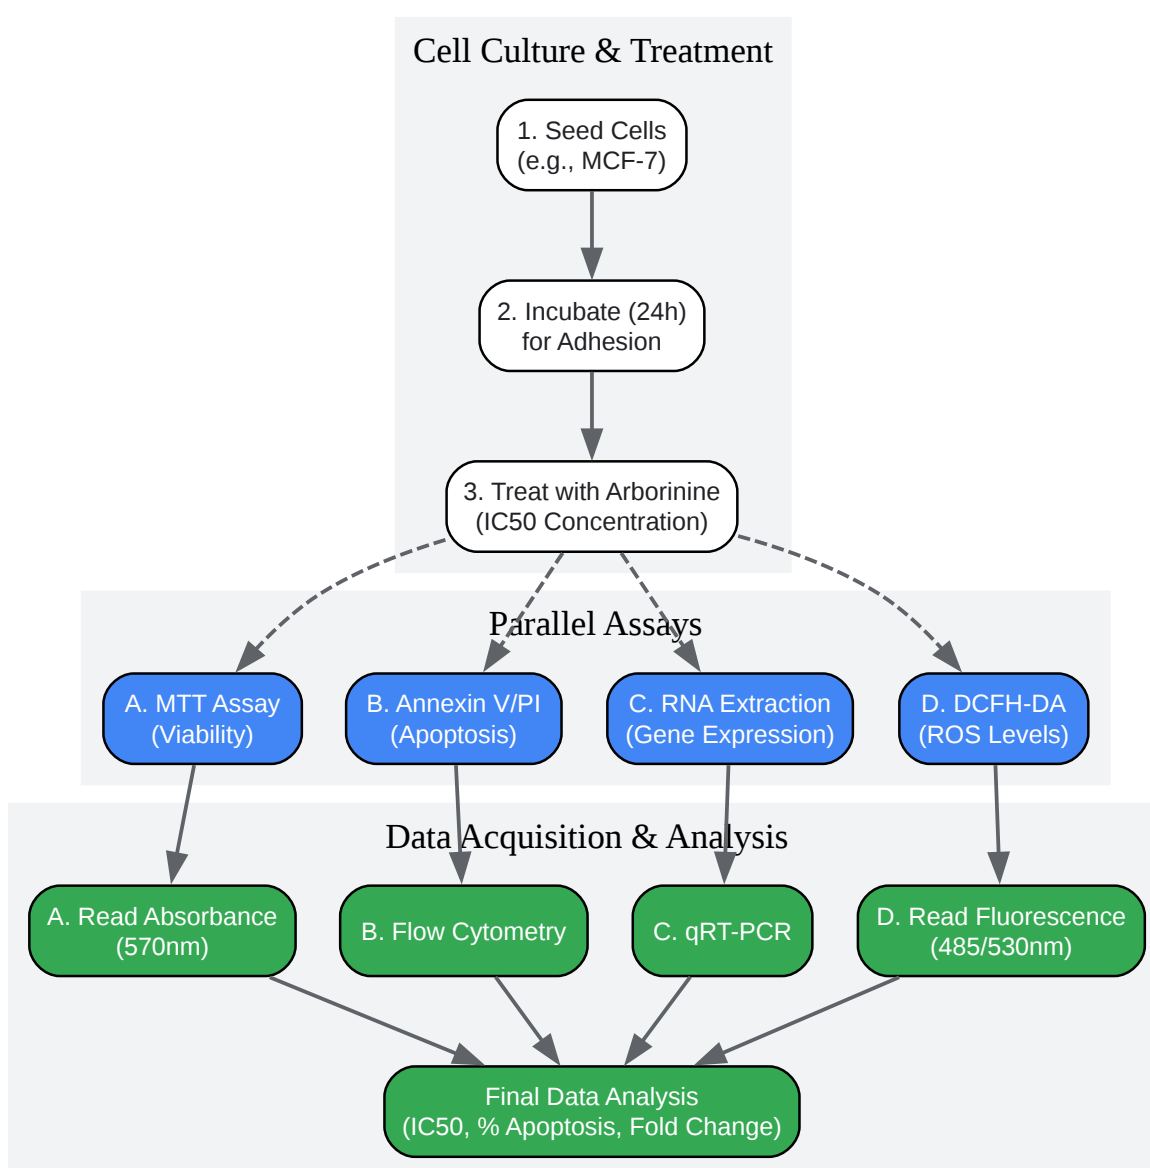 Cell Culture & Treatment
1. Seed Cells
(e.g., MCF-7)
2. Incubate (24h)
for Adhesion
3. Treat with Arborinine
(IC50 Concentration)
Parallel Assays
A. MTT Assay
(Viability)
B. Annexin V/PI
(Apoptosis)
C. RNA Extraction
(Gene Expression)
D. DCFH-DA
(ROS Levels)
Data Acquisition & Analysis
A. Read Absorbance
(570nm)
B. Flow Cytometry
C. qRT-PCR
D. Read Fluorescence
(485/530nm)
Final Data Analysis
(IC50, % Apoptosis, Fold Change)